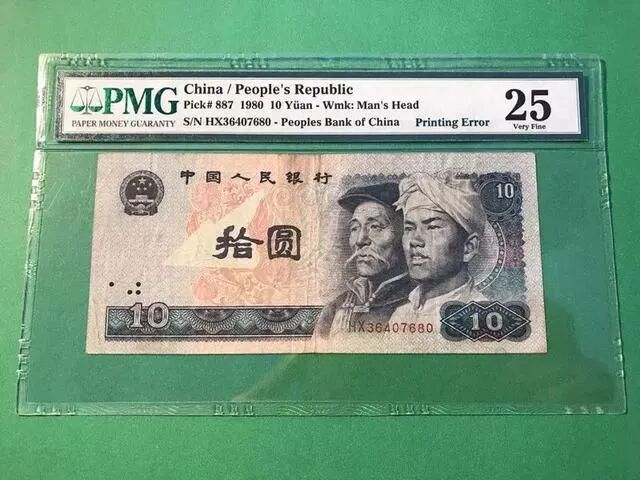 PMG
PAPER MONEY GUARANTY
China / People's Republic
Pick# 887 1980 10 Yüan - Wmk: Man's Head
S/N HX36407680 - Peoples Bank of China Printing Error
25
Very Fine
中国人民银行
10
拾圆
HX36407680
10
10